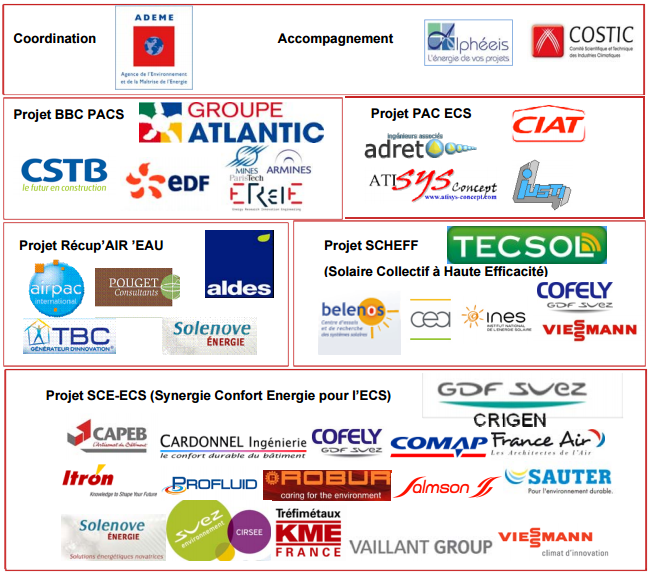 Coordination
ADEME
Agence de l'Environnement
et de la Maîtrise de l'Energie
Accompagnement
alphéeis
L'énergie de vos projets
COSTIC
Comité Scientifique et Technique
des Industries Climatiques
Projet BBC PACS
GROUPE
ATLANTIC
CSTB
le futur en construction
eDF
MINES
ParisTech
ARMINES
EReIE
Energy Research Innovation Engineering
Projet PAC ECS
CIAT
ingénieurs associés
adret
ATISYS Concept
www.atisys-concept.com
Projet Récup'AIR 'EAU
airpac
international
POUGET
Consultants
aldes
TBC
GÉNÉRATEUR D'INNOVATION
Solenove
ÉNERGIE
Projet SCHEFF
TECSOL
(Solaire Collectif à Haute Efficacité)
belenos
Centre d'essais
et de recherche
des systèmes solaires
cea
ines
INSTITUT NATIONAL
DE L'ENERGIE SOLAIRE
COFELY
GDF SUEZ
VIESSMANN
Projet SCE-ECS (Synergie Confort Energie pour l'ECS)
GDF SUEZ
CRIGEN
CAPEB
L'Artisanat du Bâtiment
CARDONNEL Ingénierie
le confort durable du bâtiment
COFELY
GDF SUEZ
COMAP
France Air
Les Architectes de l'Air
Itron
Knowledge to Shape Your Future
PROFLUID
ROBUR
caring for the environment
Salmson
SAUTER
Pour l'environnement durable.
Solenove
ÉNERGIE
Solutions énergétiques novatrices
SUEZ
environnement
CIRSEE
Tréfimétaux
KME
FRANCE
VAILLANT GROUP
VIESSMANN
climat d'innovation